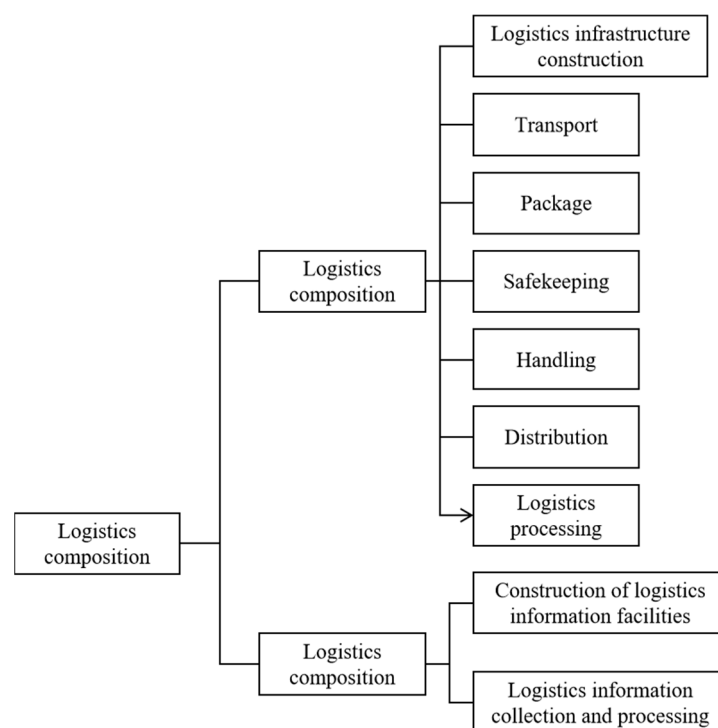 Logistics infrastructure
construction
Transport
Package
Logistics
composition
Safekeeping
Handling
Distribution
Logistics
processing
Logistics
composition
Construction of logistics
information facilities
Logistics
composition
Logistics information
collection and processing